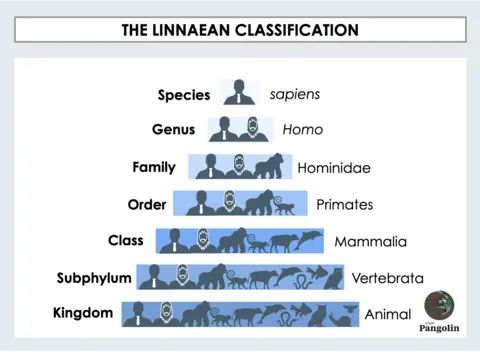 THE LINNAEAN CLASSIFICATION
Species sapiens
Genus Homo
Family Hominidae
Order Primates
Class Mammalia
Subphylum Vertebrata
Kingdom Animal
Pangolin